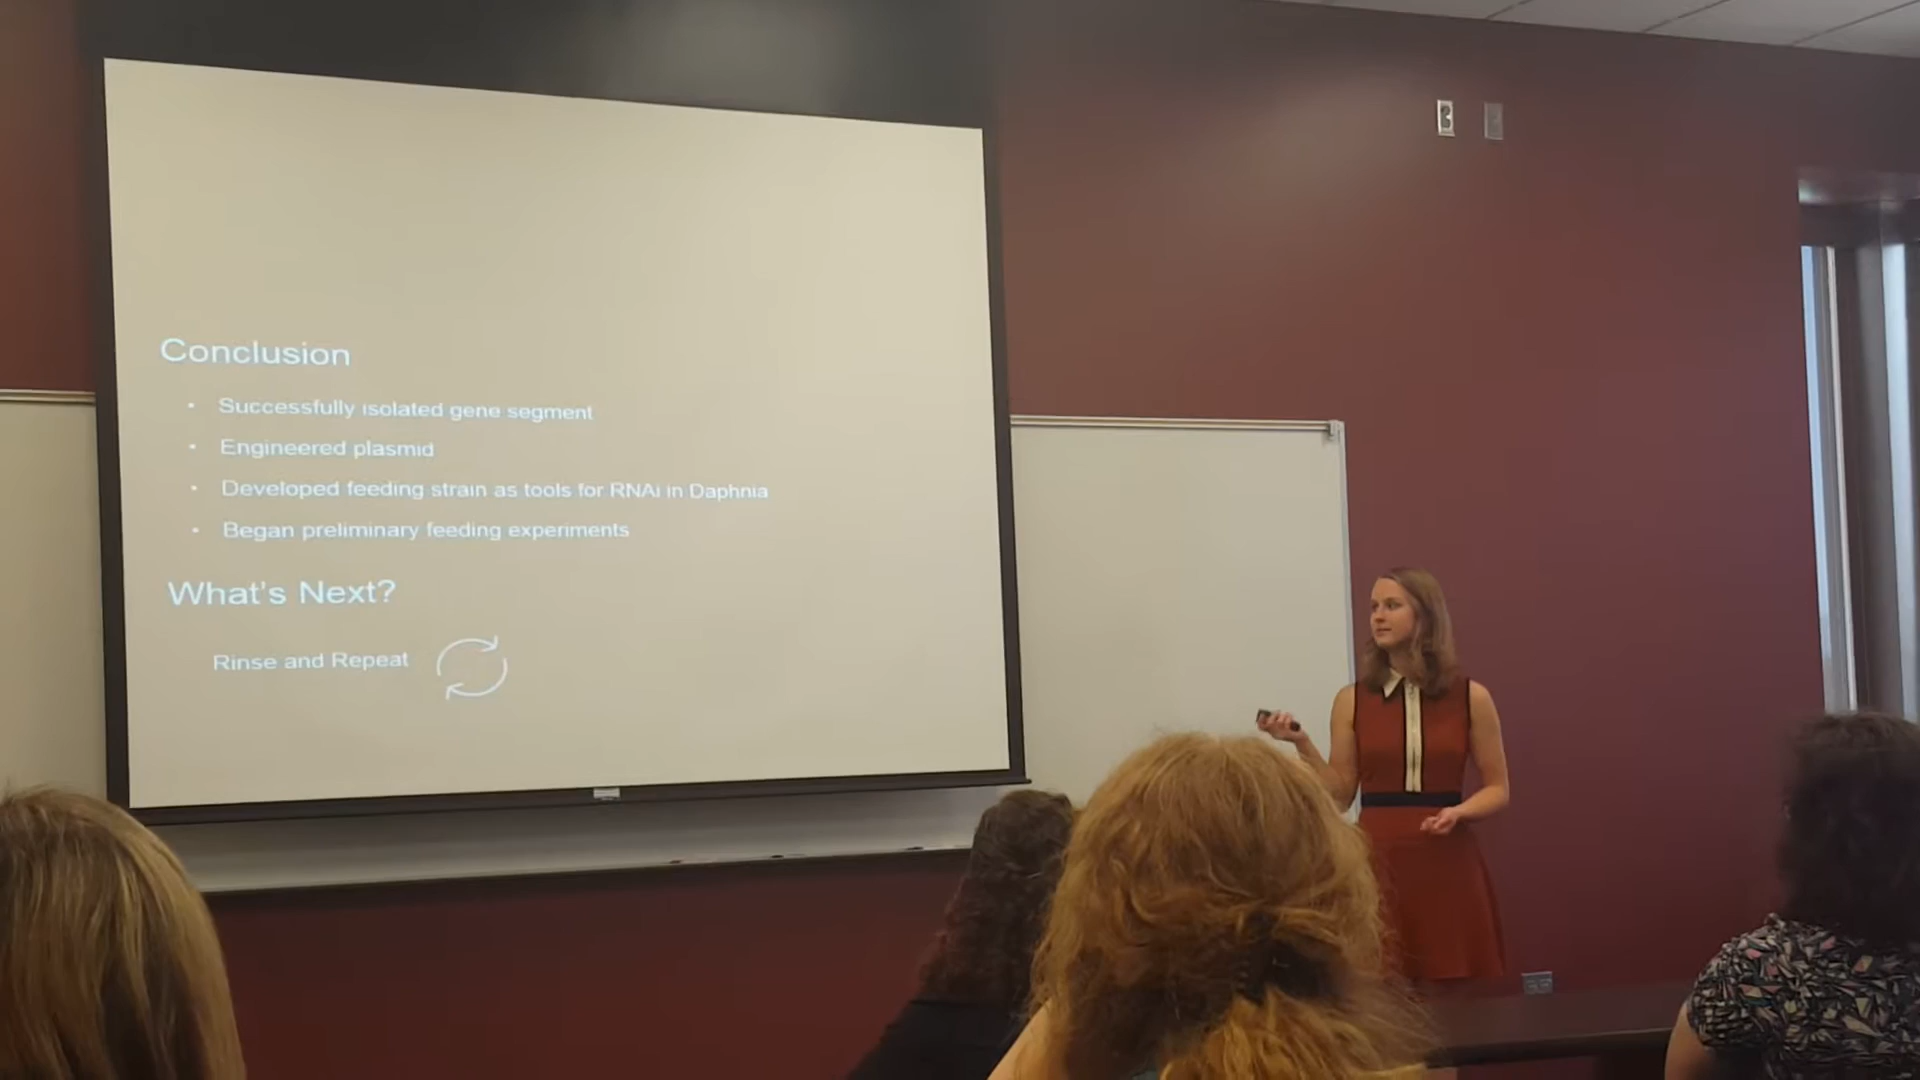 Conclusion
• Successfully isolated gene segment
• Engineered plasmid
• Developed feeding strain as tools for RNAi in Daphnia
• Began preliminary feeding experiments
What's Next?
Rinse and Repeat